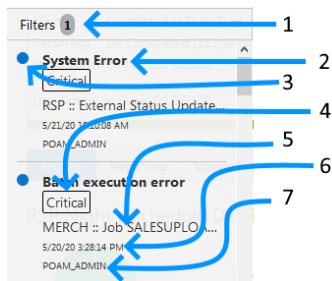 Filters 1
1
System Error
2
Critical
3
RSP :: External Status Update...
4
5/21/20 10:10:08 AM
POAM_ADMIN
5
Batch execution error
6
Critical
7
MERCH :: Job SALESUPLOA...
5/20/20 3:28:14 PM
POAM_ADMIN